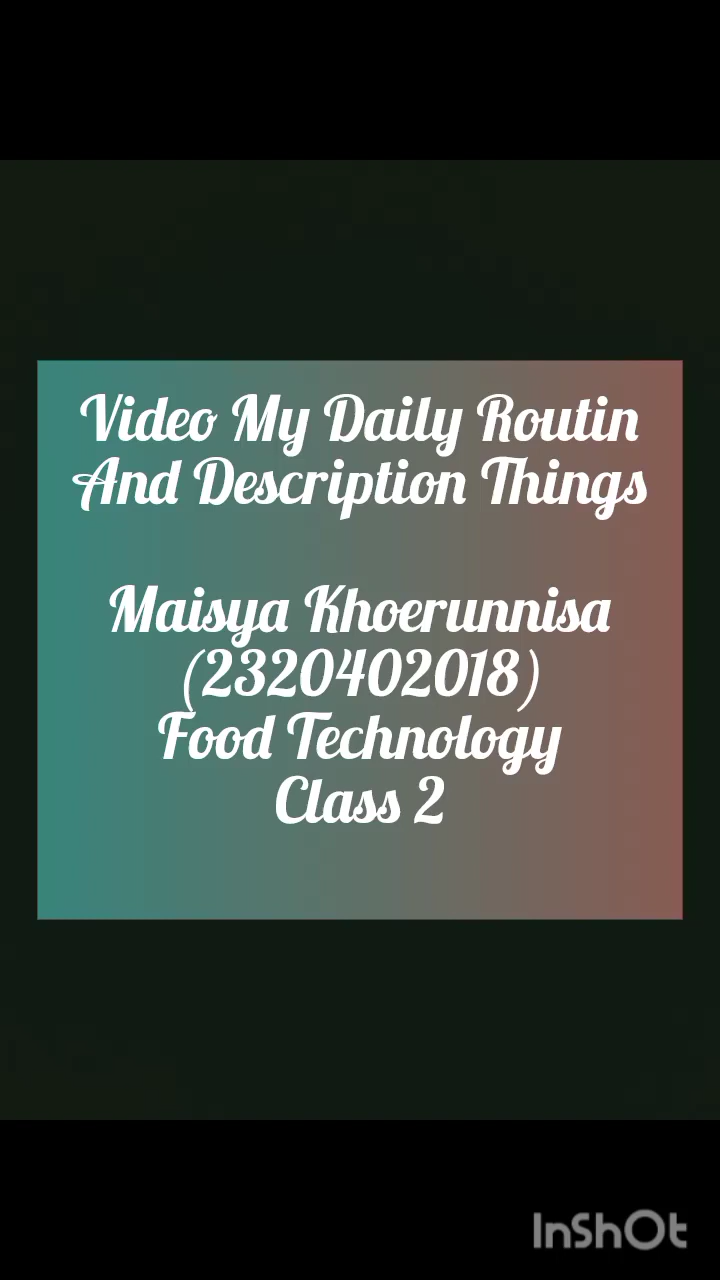 Video My Daily Routin
And Description Things
Maisya Khoerunnisa
(2320402018)
Food Technology
Class 2
InShOt